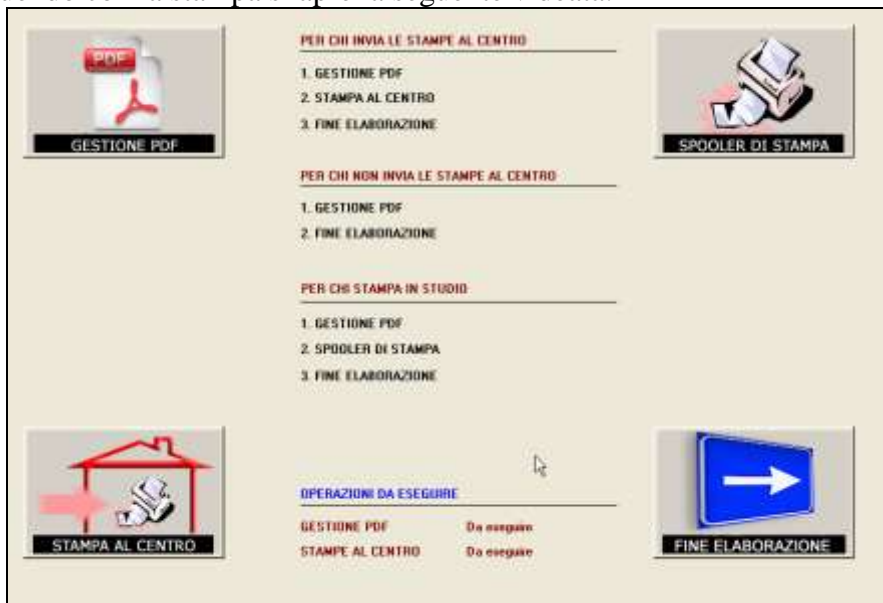 PDF
GESTIONE PDF
PER CHI INVIA LE STAMPE AL CENTRO
1. GESTIONE PDF
2. STAMPA AL CENTRO
3. FINE ELABORAZIONE
SPOOLER DI STAMPA
PER CHI NON INVIA LE STAMPE AL CENTRO
1. GESTIONE PDF
2. FINE ELABORAZIONE
PER CHI STAMPA IN STUDIO
1. GESTIONE PDF
2. SPOOLER DI STAMPA
3. FINE ELABORAZIONE
STAMPA AL CENTRO
OPERAZIONI DA ESEGUIRE
GESTIONE PDF Da eseguire
STAMPE AL CENTRO Da eseguire
FINE ELABORAZIONE